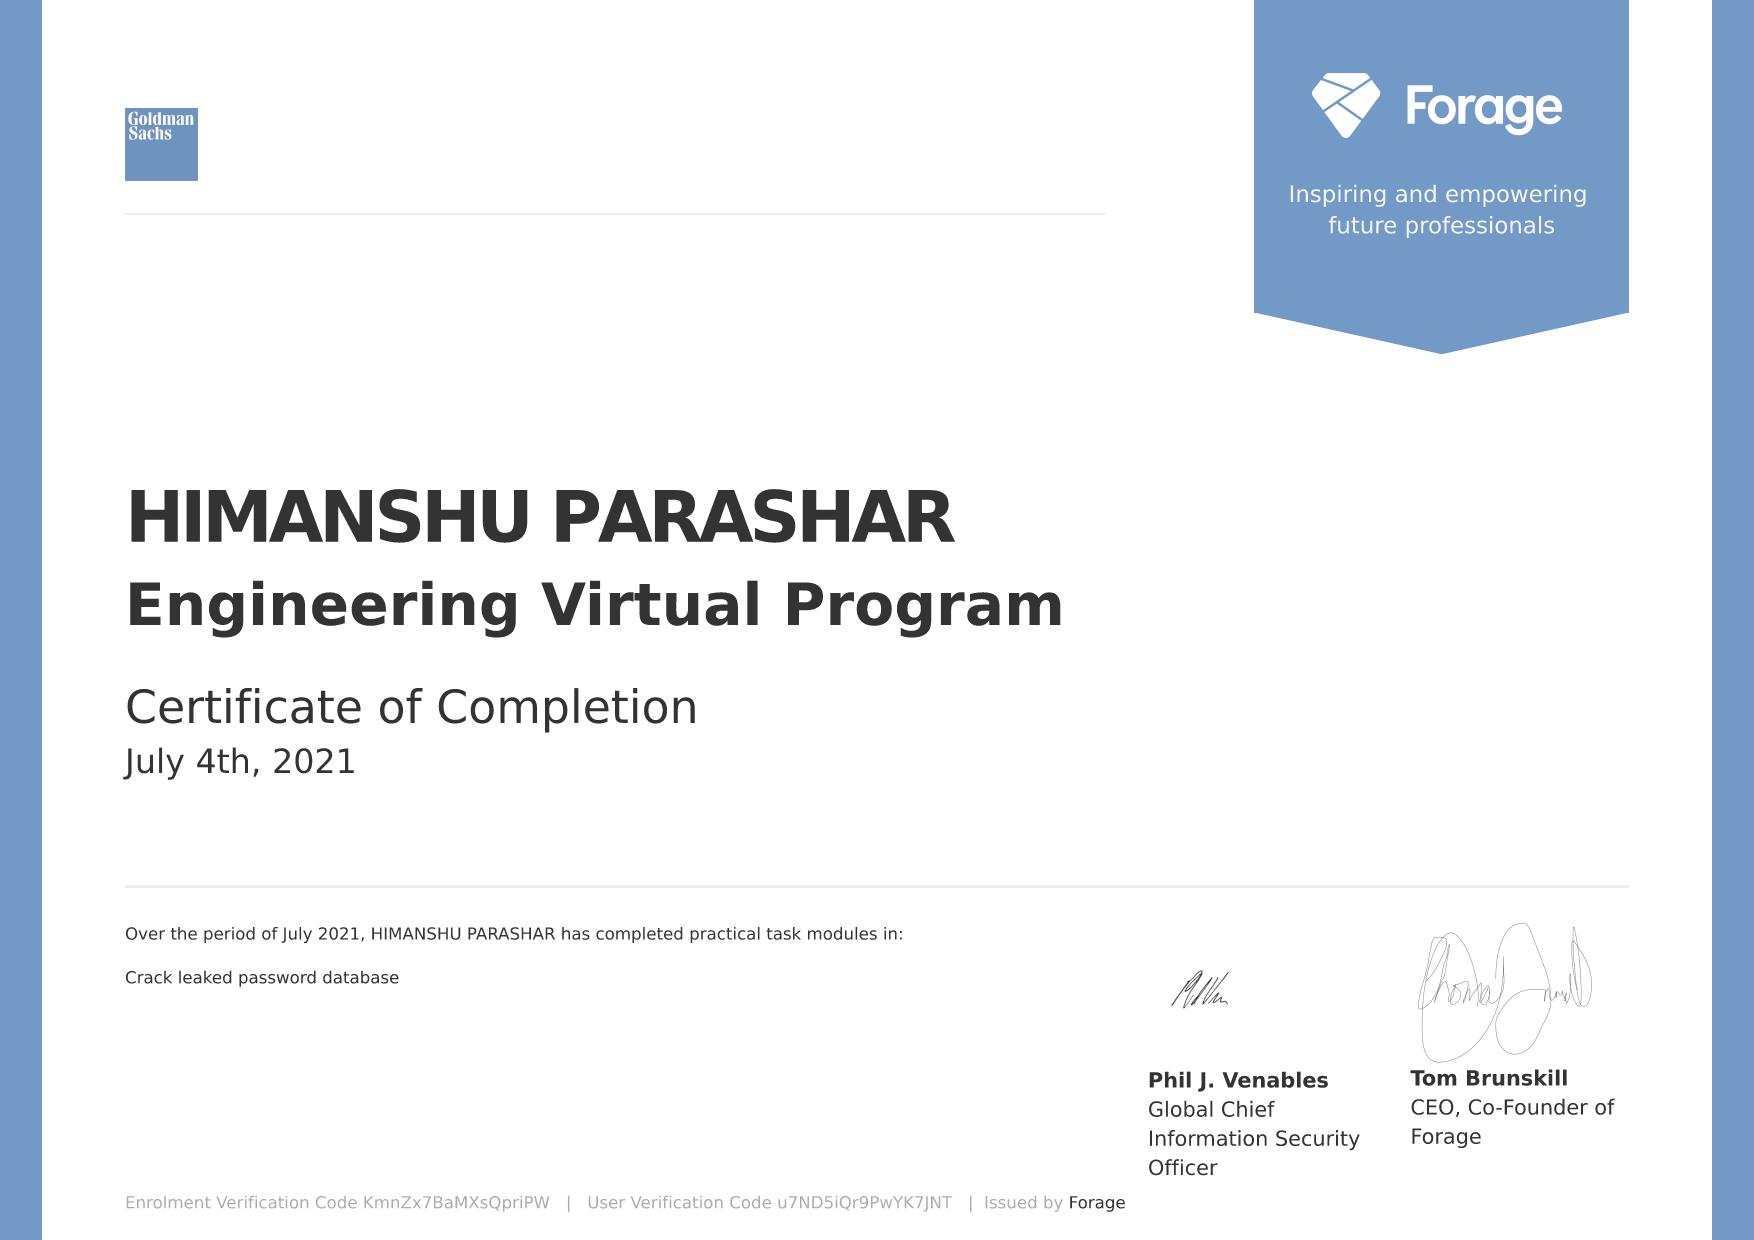 Goldman
Sachs
Forage
Inspiring and empowering
future professionals
HIMANSHU PARASHAR
Engineering Virtual Program
Certificate of Completion
July 4th, 2021
Over the period of July 2021, HIMANSHU PARASHAR has completed practical task modules in:
Crack leaked password database
Phil J. Venables
Global Chief
Information Security
Officer
Tom Brunskill
CEO, Co-Founder of
Forage
Enrolment Verification Code KmnZx7BaMXsQpriPW | User Verification Code u7ND5iQr9PwYK7JNT | Issued by Forage